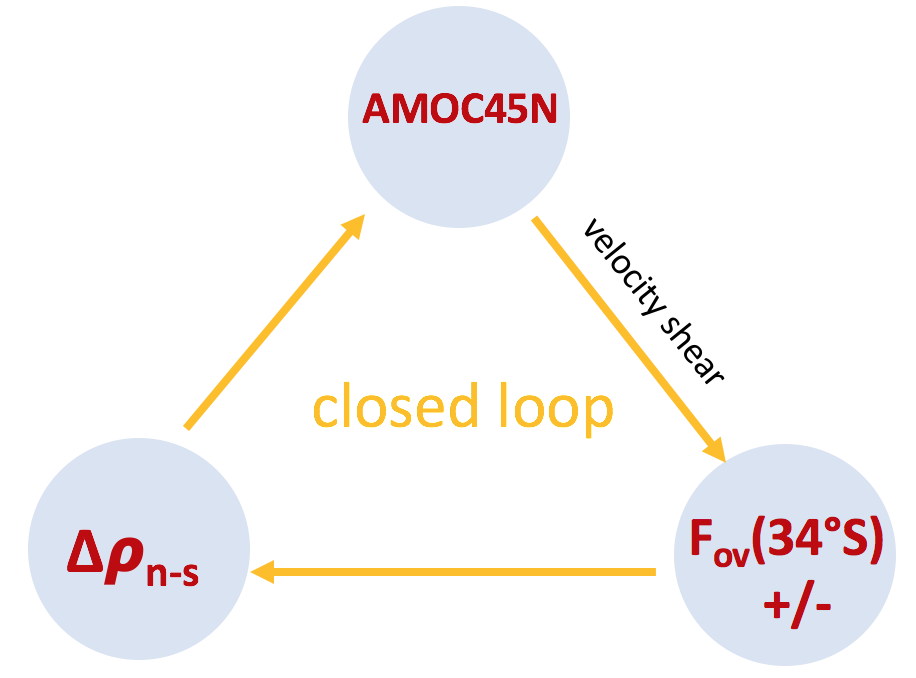 AMOC45N
velocity shear
closed loop
Δρn-s
Fov(34°S)
+/-